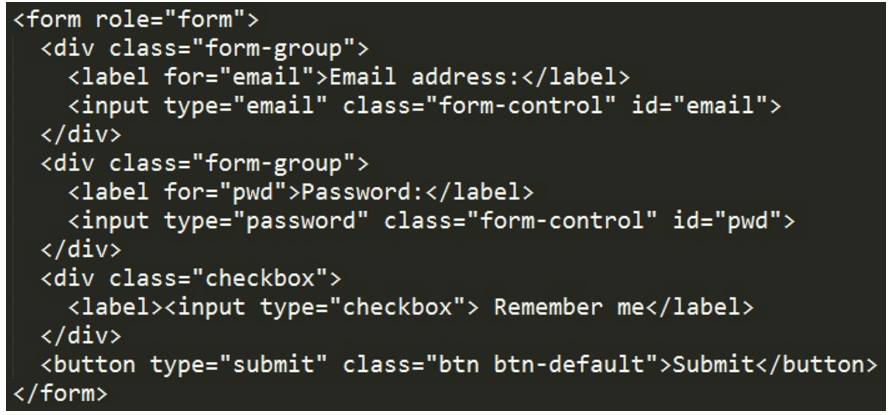 <form role="form">
  <div class="form-group">
    <label for="email">Email address:</label>
    <input type="email" class="form-control" id="email">
  </div>
  <div class="form-group">
    <label for="pwd">Password:</label>
    <input type="password" class="form-control" id="pwd">
  </div>
  <div class="checkbox">
    <label><input type="checkbox"> Remember me</label>
  </div>
  <button type="submit" class="btn btn-default">Submit</button>
</form>